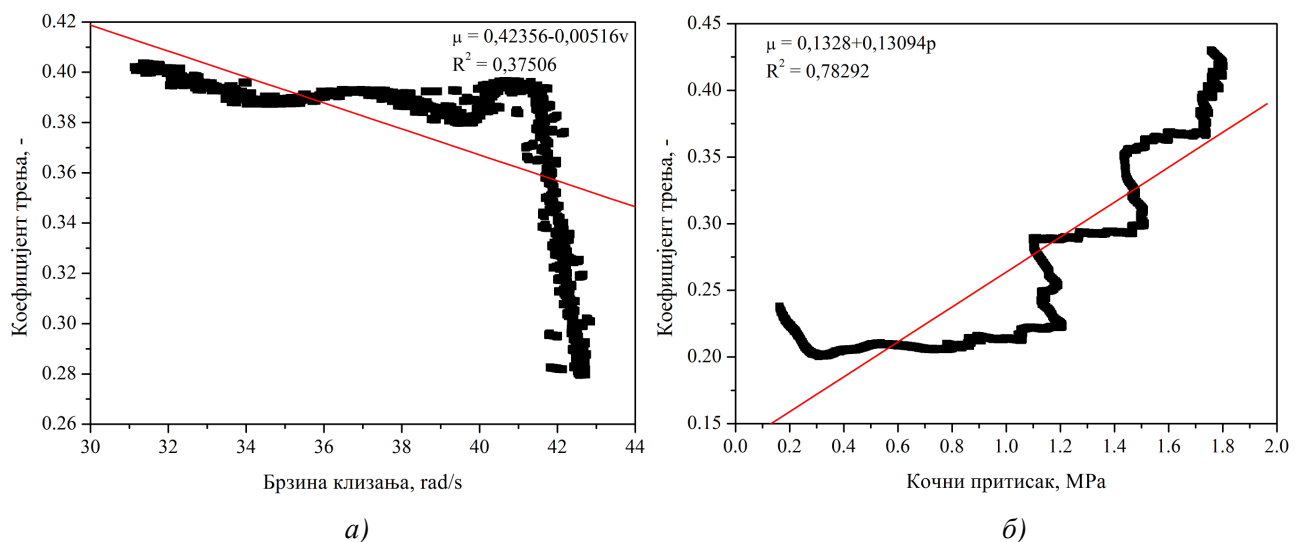 0.42
0.40
0.38
0.36
0.34
0.32
0.30
0.28
0.26
Коефицијент трења, -
μ = 0,42356-0,00516v
R² = 0,37506
30 32 34 36 38 40 42 44
Брзина клизања, rad/s
а)
0.45
0.40
0.35
0.30
0.25
0.20
0.15
Коефицијент трења, -
μ = 0,1328+0,13094p
R² = 0,78292
0.0 0.2 0.4 0.6 0.8 1.0 1.2 1.4 1.6 1.8 2.0
Кочни притисак, MPa
б)